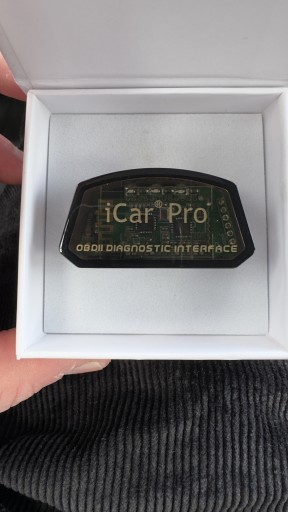 iCar® Pro
OBDII DIAGNOSTIC INTERFACE